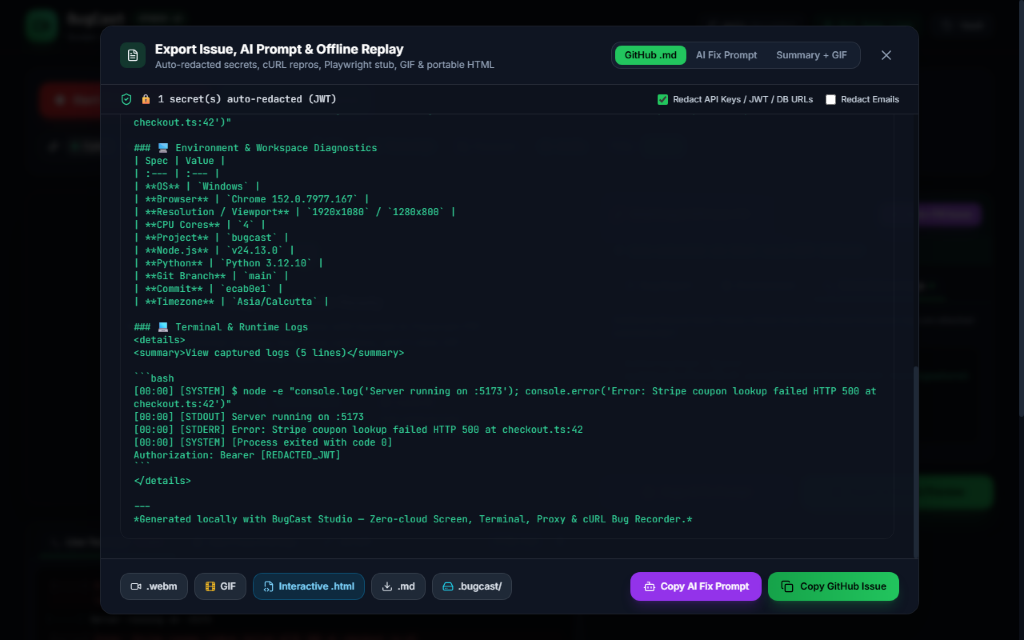 BugCast
Export Issue, AI Prompt & Offline Replay
Auto-redacted secrets, cURL repros, Playwright stub, GIF & portable HTML
GitHub .md
AI Fix Prompt
Summary + GIF
🔒 1 secret(s) auto-redacted (JWT)
Redact API Keys / JWT / DB URLs
Redact Emails
checkout.ts:42')"
### 💻 Environment & Workspace Diagnostics
| Spec | Value |
| :--- | :--- |
| **OS** | `Windows` |
| **Browser** | `Chrome 152.0.7977.167` |
| **Resolution / Viewport** | `1920x1080` / `1280x800` |
| **CPU Cores** | `4` |
| **Project** | `bugcast` |
| **Node.js** | `v24.13.0` |
| **Python** | `Python 3.12.10` |
| **Git Branch** | `main` |
| **Commit** | `ecab0e1` |
| **Timezone** | `Asia/Calcutta` |
### 💻 Terminal & Runtime Logs
<details>
<summary>View captured logs (5 lines)</summary>
```bash
[00:00] [SYSTEM] $ node -e "console.log('Server running on :5173'); console.error('Error: Stripe coupon lookup failed HTTP 500 at
checkout.ts:42')"
[00:00] [STDOUT] Server running on :5173
[00:00] [STDERR] Error: Stripe coupon lookup failed HTTP 500 at checkout.ts:42
[00:00] [SYSTEM] [Process exited with code 0]
Authorization: Bearer [REDACTED_JWT]
```
</details>
---
*Generated locally with BugCast Studio — Zero-cloud Screen, Terminal, Proxy & cURL Bug Recorder.*
.webm
GIF
Interactive .html
.md
.bugcast/
Copy AI Fix Prompt
Copy GitHub Issue